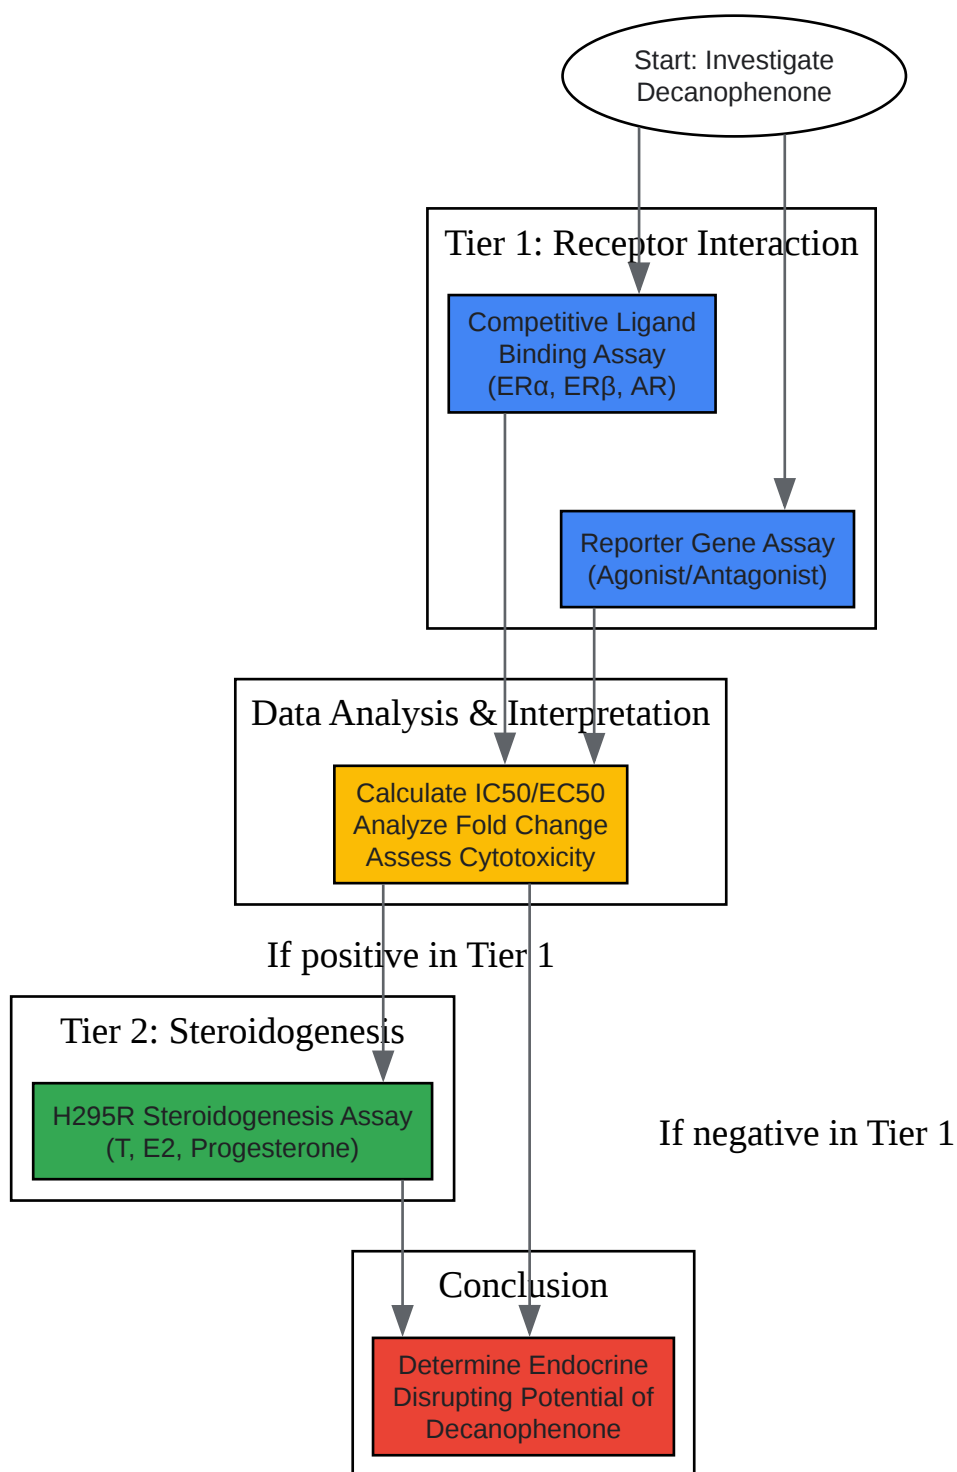 Start: Investigate
Decanophenone
Tier 1: Receptor Interaction
Competitive Ligand
Binding Assay
(ERα, ERβ, AR)
Reporter Gene Assay
(Agonist/Antagonist)
Data Analysis & Interpretation
Calculate IC50/EC50
Analyze Fold Change
Assess Cytotoxicity
If positive in Tier 1
Tier 2: Steroidogenesis
H295R Steroidogenesis Assay
(T, E2, Progesterone)
If negative in Tier 1
Conclusion
Determine Endocrine
Disrupting Potential of
Decanophenone